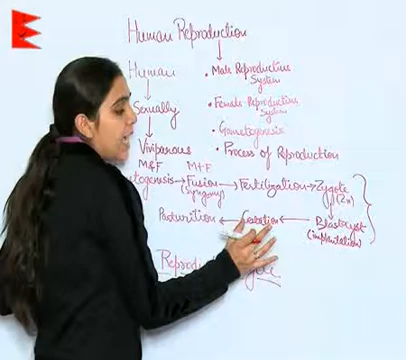 Human Reproduction
Human
Sexually
Viviparous
M & F
• Male Reproductive
System
• Female Reproductive
System
• Gametogenesis
• Process of Reproduction
M+F
Fusion → Fertilization → Zygote
(Syngamy)
(2n)
Parturition ← Gestation ← Blastocyst
(implantation)